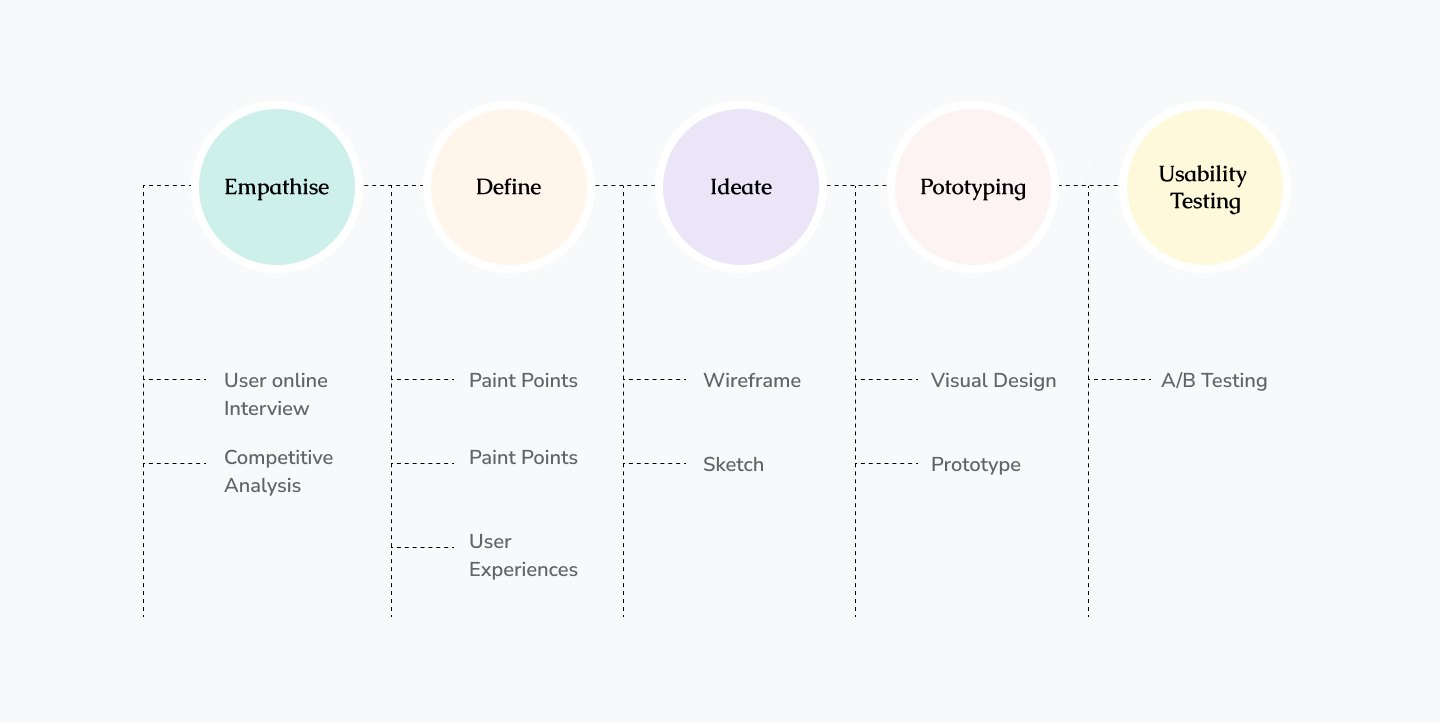 Empathise
Define
Ideate
Pototyping
Usability
Testing
User online
Interview
Competitive
Analysis
Paint Points
Paint Points
User
Experiences
Wireframe
Sketch
Visual Design
Prototype
A/B Testing